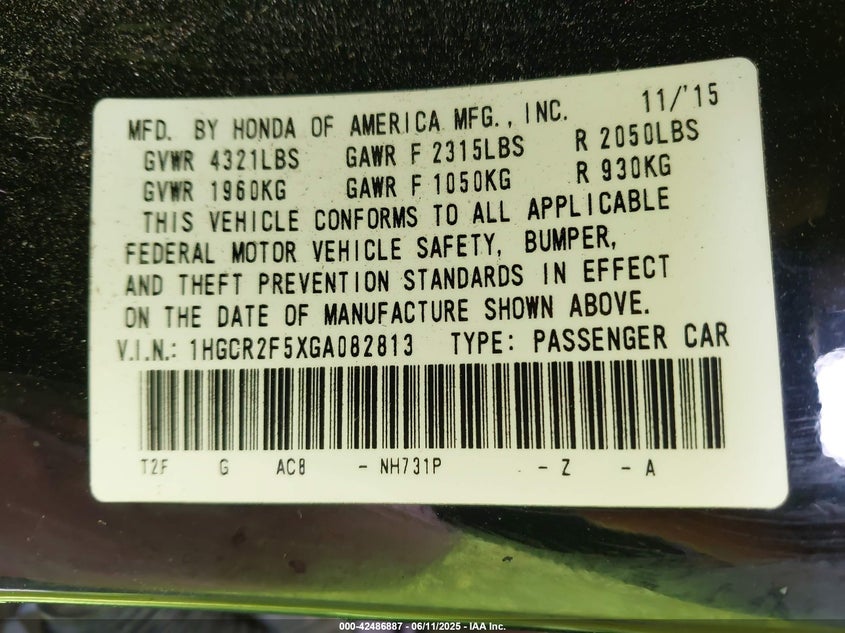 MFD. BY HONDA OF AMERICA MFG., INC. 11/'15
GVWR 4321LBS GAWR F 2315LBS R 2050LBS
GVWR 1960KG GAWR F 1050KG R 930KG
THIS VEHICLE CONFORMS TO ALL APPLICABLE
FEDERAL MOTOR VEHICLE SAFETY, BUMPER,
AND THEFT PREVENTION STANDARDS IN EFFECT
ON THE DATE OF MANUFACTURE SHOWN ABOVE.
V.I.N.: 1HGCR2F5XGA082813 TYPE: PASSENGER CAR
T2F G AC8 - NH731P - Z - A
000-42486887 - 06/11/2025 - IAA Inc.